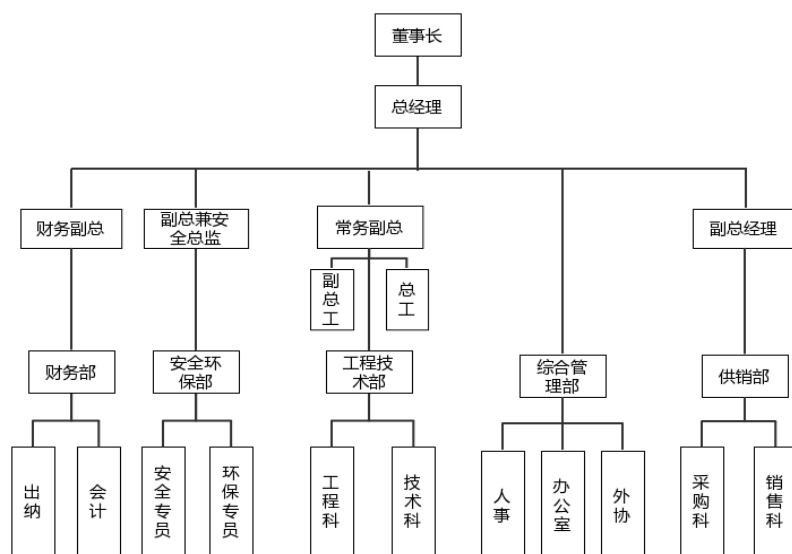 董事长
总经理
财务副总
副总兼安
全总监
常务副总
副总经理
副总工
总工
财务部
安全环
保部
工程技
术部
综合管
理部
供销部
出纳
会计
安全专员
环保专员
工程科
技术科
人事
办公室
外协
采购科
销售科